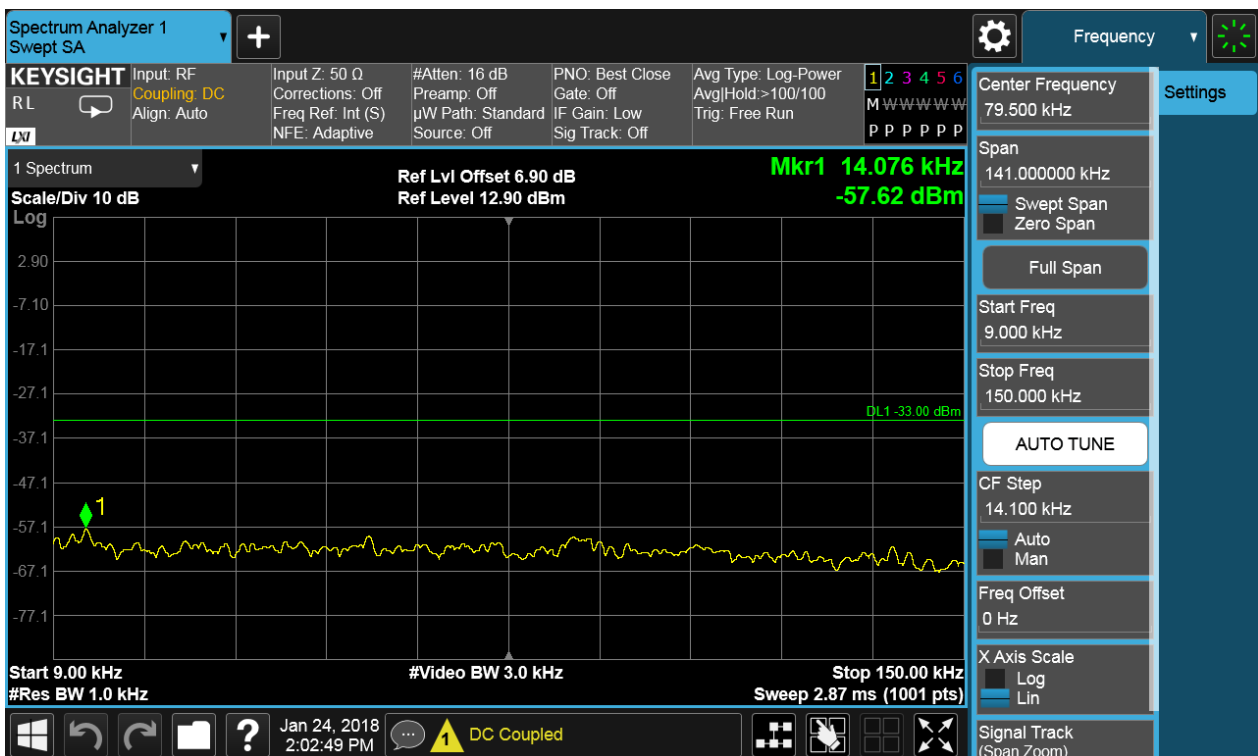 Spectrum Analyzer 1
Swept SA
Frequency
KEYSIGHT
R L
LXI
Input: RF
Coupling: DC
Align: Auto
Input Z: 50 Ω
Corrections: Off
Freq Ref: Int (S)
NFE: Adaptive
#Atten: 16 dB
Preamp: Off
µW Path: Standard
Source: Off
PNO: Best Close
Gate: Off
IF Gain: Low
Sig Track: Off
Avg Type: Log-Power
Avg|Hold:>100/100
Trig: Free Run
1 2 3 4 5 6
M W W W W W
P P P P P P
1 Spectrum
Scale/Div 10 dB
Log
Ref Lvl Offset 6.90 dB
Ref Level 12.90 dBm
Mkr1 14.076 kHz
-57.62 dBm
2.90
-7.10
-17.1
-27.1
DL1 -33.00 dBm
-37.1
-47.1
1
-57.1
-67.1
-77.1
Start 9.00 kHz
#Res BW 1.0 kHz
#Video BW 3.0 kHz
Stop 150.00 kHz
Sweep 2.87 ms (1001 pts)
Center Frequency
79.500 kHz
Settings
Span
141.000000 kHz
Swept Span
Zero Span
Full Span
Start Freq
9.000 kHz
Stop Freq
150.000 kHz
AUTO TUNE
CF Step
14.100 kHz
Auto
Man
Freq Offset
0 Hz
X Axis Scale
Log
Lin
Signal Track
(Span Zoom)
?
Jan 24, 2018
2:02:49 PM
1
DC Coupled